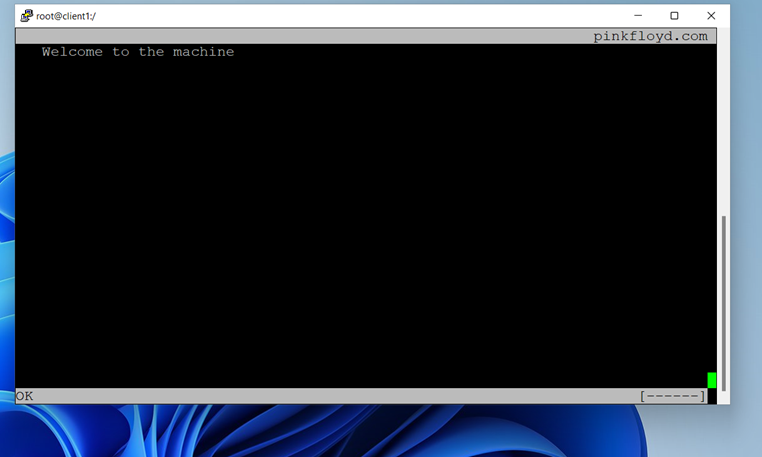 root@client1:/
pinkfloyd.com
Welcome to the machine
OK [------]